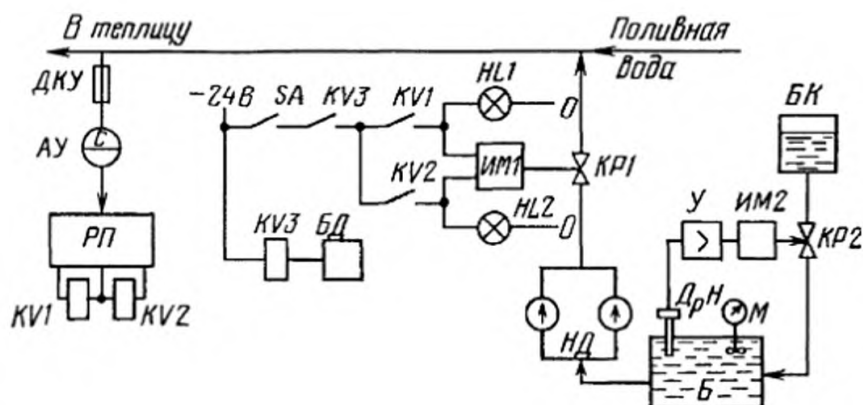 В теплицу
Поливная
вода
ДКУ
-24В SA KV3 KV1 HL1 0
БК
АУ C
KV2 ИМ1 КР1
У ИМ2
РП
KV3 БД HL2 0
> КР2
KV1 KV2
НД
ДрН М
Б